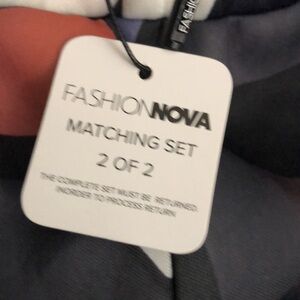 FASHIONNOVA
MATCHING SET
2 OF 2
THE COMPLETE SET MUST BE RETURNED
INORDER TO PROCESS RETURN